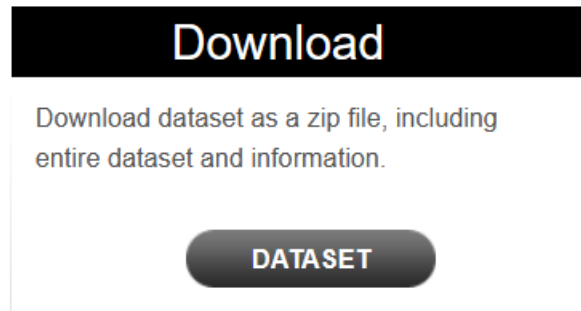 Download
Download dataset as a zip file, including
entire dataset and information.
DATASET